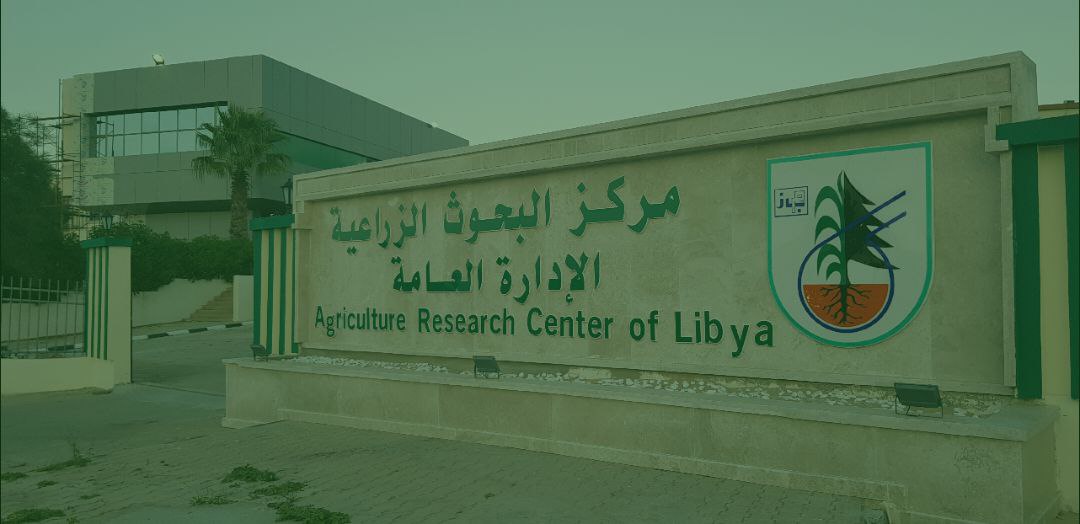 مركز البحوث الزراعية
الإدارة العامة
Agriculture Research Center of Libya